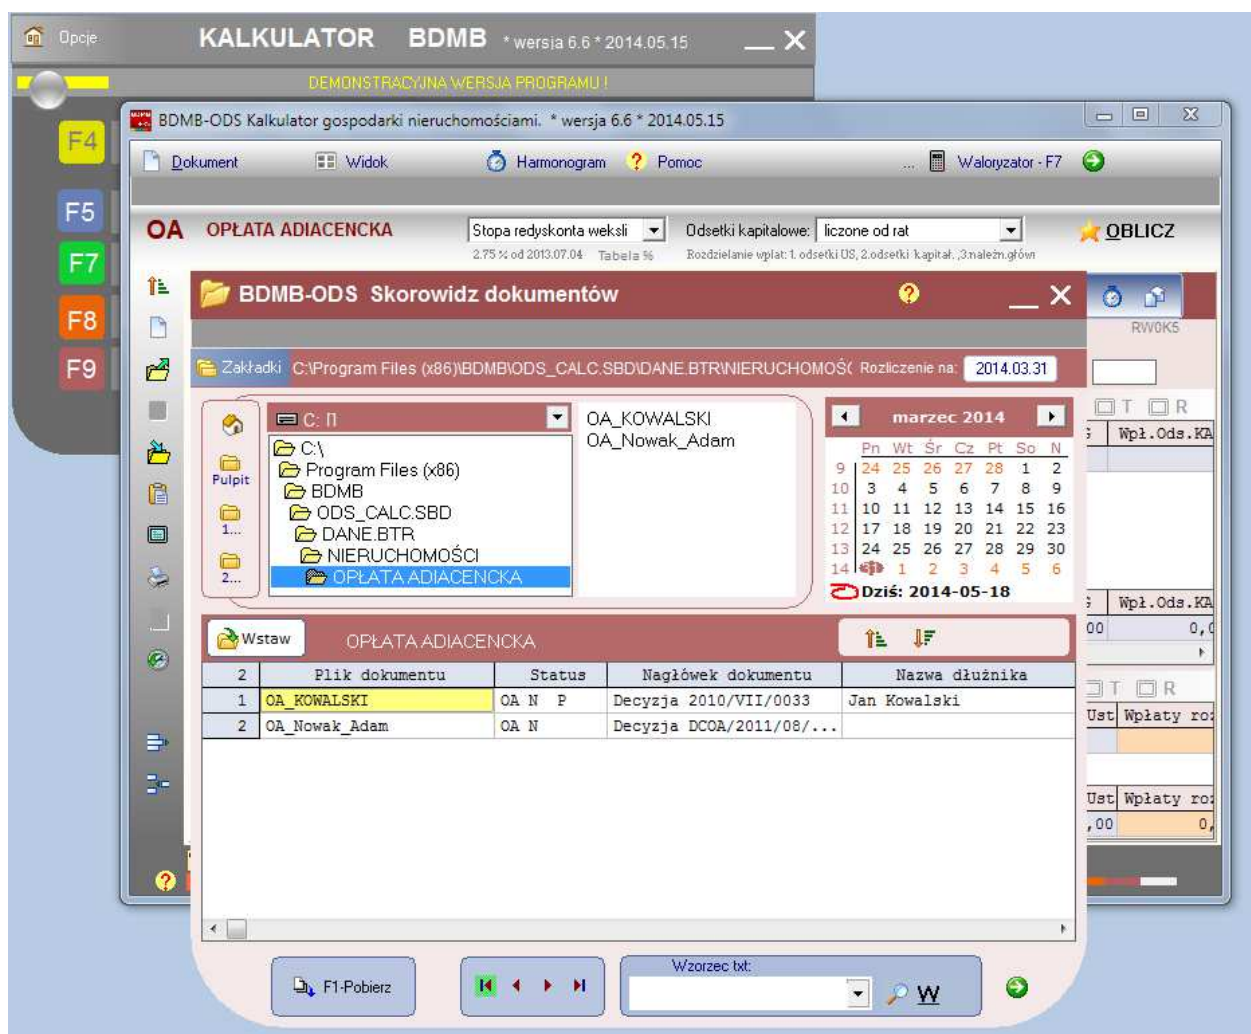 Opcje KALKULATOR BDMB * wersja 6.6 * 2014.05.15
DEMONSTRACYJNA WERSJA PROGRAMU !
F4
F5
F7
F8
F9
BDMB-ODS Kalkulator gospodarki nieruchomościami. * wersja 6.6 * 2014.05.15
Dokument Widok Harmonogram Pomoc ... Waloryzator - F7
OA OPŁATA ADIACENCKA Stopa redyskonta weksli Odsetki kapitałowe: liczone od rat OBLICZ
2.75 % od 2013.07.04 Tabela % Rozdzielanie wpłat: 1. odsetki US, 2.odsetki kapitał. ,3.należn.główn
BDMB-ODS Skorowidz dokumentów
RW0K5
Zakładki C:\Program Files (x86)\BDMB\ODS_CALC.SBD\DANE.BTR\NIERUCHOMOŚ( Rozliczenie na: 2014.03.31
C: []
OA_KOWALSKI
OA_Nowak_Adam
marzec 2014
T R
Wpł.Ods.KA
Pulpit
1...
2...
C:\
Program Files (x86)
BDMB
ODS_CALC.SBD
DANE.BTR
NIERUCHOMOŚCI
OPŁATA ADIACENCKA
Pn Wt Śr Cz Pt So N
9 24 25 26 27 28 1 2
10 3 4 5 6 7 8 9
11 10 11 12 13 14 15 16
12 17 18 19 20 21 22 23
13 24 25 26 27 28 29 30
14 31 1 2 3 4 5 6
Dziś: 2014-05-18
Wpł.Ods.KA
00 0,0
Wstaw OPŁATA ADIACENCKA
2 Plik dokumentu Status Nagłówek dokumentu Nazwa dłużnika
1 OA_KOWALSKI OA N P Decyzja 2010/VII/0033 Jan Kowalski
2 OA_Nowak_Adam OA N Decyzja DCOA/2011/08/...
T R
Ust Wpłaty roz
Ust Wpłaty roz
,00 0,
F1-Pobierz
Wzorzec txt:
W